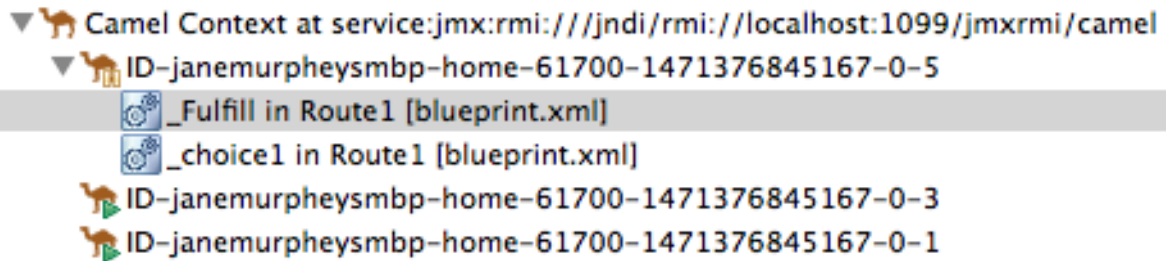 Camel Context at service:jmx:rmi:///jndi/rmi://localhost:1099/jmxrmi/camel
ID-janemurpheysmbp-home-61700-1471376845167-0-5
_Fulfill in Route1 [blueprint.xml]
_choice1 in Route1 [blueprint.xml]
ID-janemurpheysmbp-home-61700-1471376845167-0-3
ID-janemurpheysmbp-home-61700-1471376845167-0-1